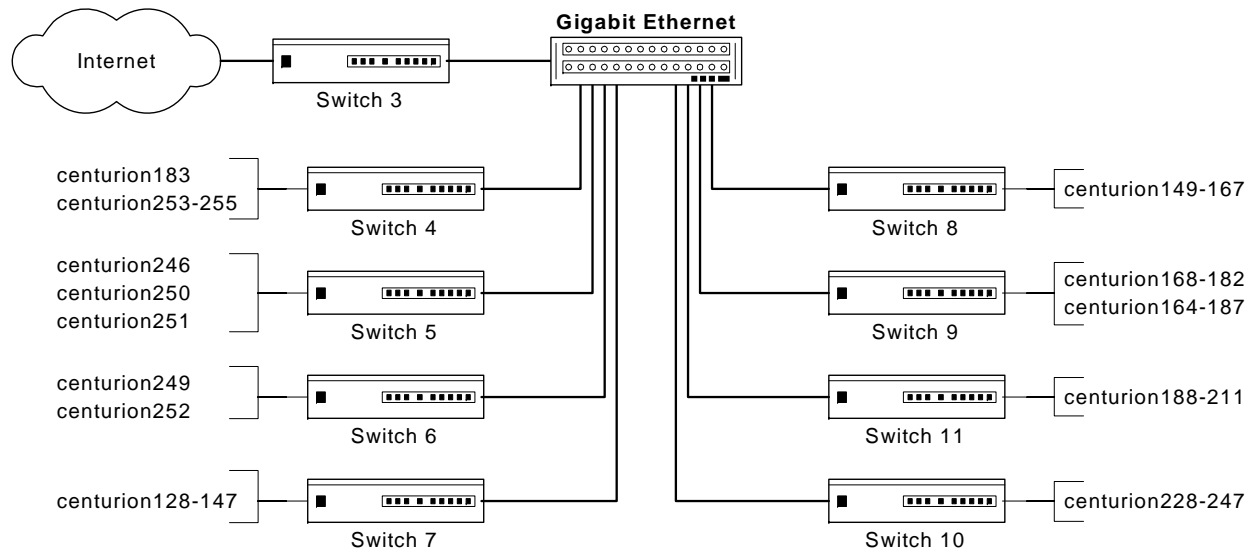 Gigabit Ethernet
Internet
Switch 3
centurion183
centurion253-255
Switch 4
centurion246
centurion250
centurion251
Switch 5
centurion249
centurion252
Switch 6
centurion128-147
Switch 7
centurion149-167
Switch 8
centurion168-182
centurion164-187
Switch 9
centurion188-211
Switch 11
centurion228-247
Switch 10